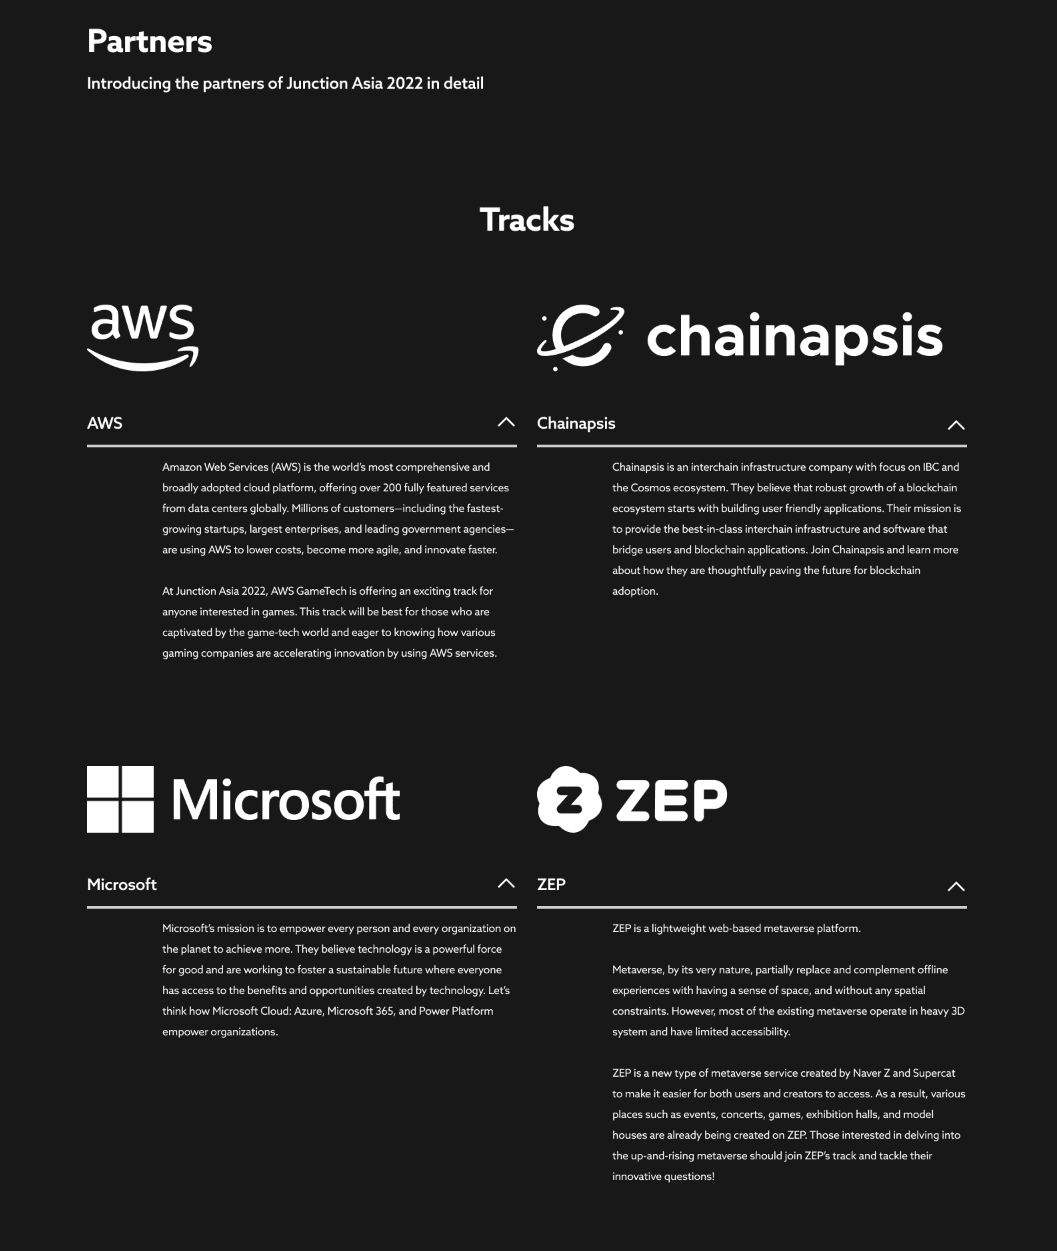 Partners
Introducing the partners of Junction Asia 2022 in detail
Tracks
aws
AWS
Amazon Web Services (AWS) is the world's most comprehensive and
broadly adopted cloud platform, offering over 200 fully featured services
from data centers globally. Millions of customers—including the fastest-
growing startups, largest enterprises, and leading government agencies—
are using AWS to lower costs, become more agile, and innovate faster.
At Junction Asia 2022, AWS GameTech is offering an exciting track for
anyone interested in games. This track will be best for those who are
captivated by the game-tech world and eager to knowing how various
gaming companies are accelerating innovation by using AWS services.
chainapsis
Chainapsis
Chainapsis is an interchain infrastructure company with focus on IBC and
the Cosmos ecosystem. They believe that robust growth of a blockchain
ecosystem starts with building user friendly applications. Their mission is
to provide the best-in-class interchain infrastructure and software that
bridge users and blockchain applications. Join Chainapsis and learn more
about how they are thoughtfully paving the future for blockchain
adoption.
Microsoft
Microsoft
Microsoft's mission is to empower every person and every organization on
the planet to achieve more. They believe technology is a powerful force
for good and are working to foster a sustainable future where everyone
has access to the benefits and opportunities created by technology. Let's
think how Microsoft Cloud: Azure, Microsoft 365, and Power Platform
empower organizations.
Z ZEP
ZEP
ZEP is a lightweight web-based metaverse platform.
Metaverse, by its very nature, partially replace and complement offline
experiences with having a sense of space, and without any spatial
constraints. However, most of the existing metaverse operate in heavy 3D
system and have limited accessibility.
ZEP is a new type of metaverse service created by Naver Z and Supercat
to make it easier for both users and creators to access. As a result, various
places such as events, concerts, games, exhibition halls, and model
houses are already being created on ZEP. Those interested in delving into
the up-and-rising metaverse should join ZEP's track and tackle their
innovative questions!